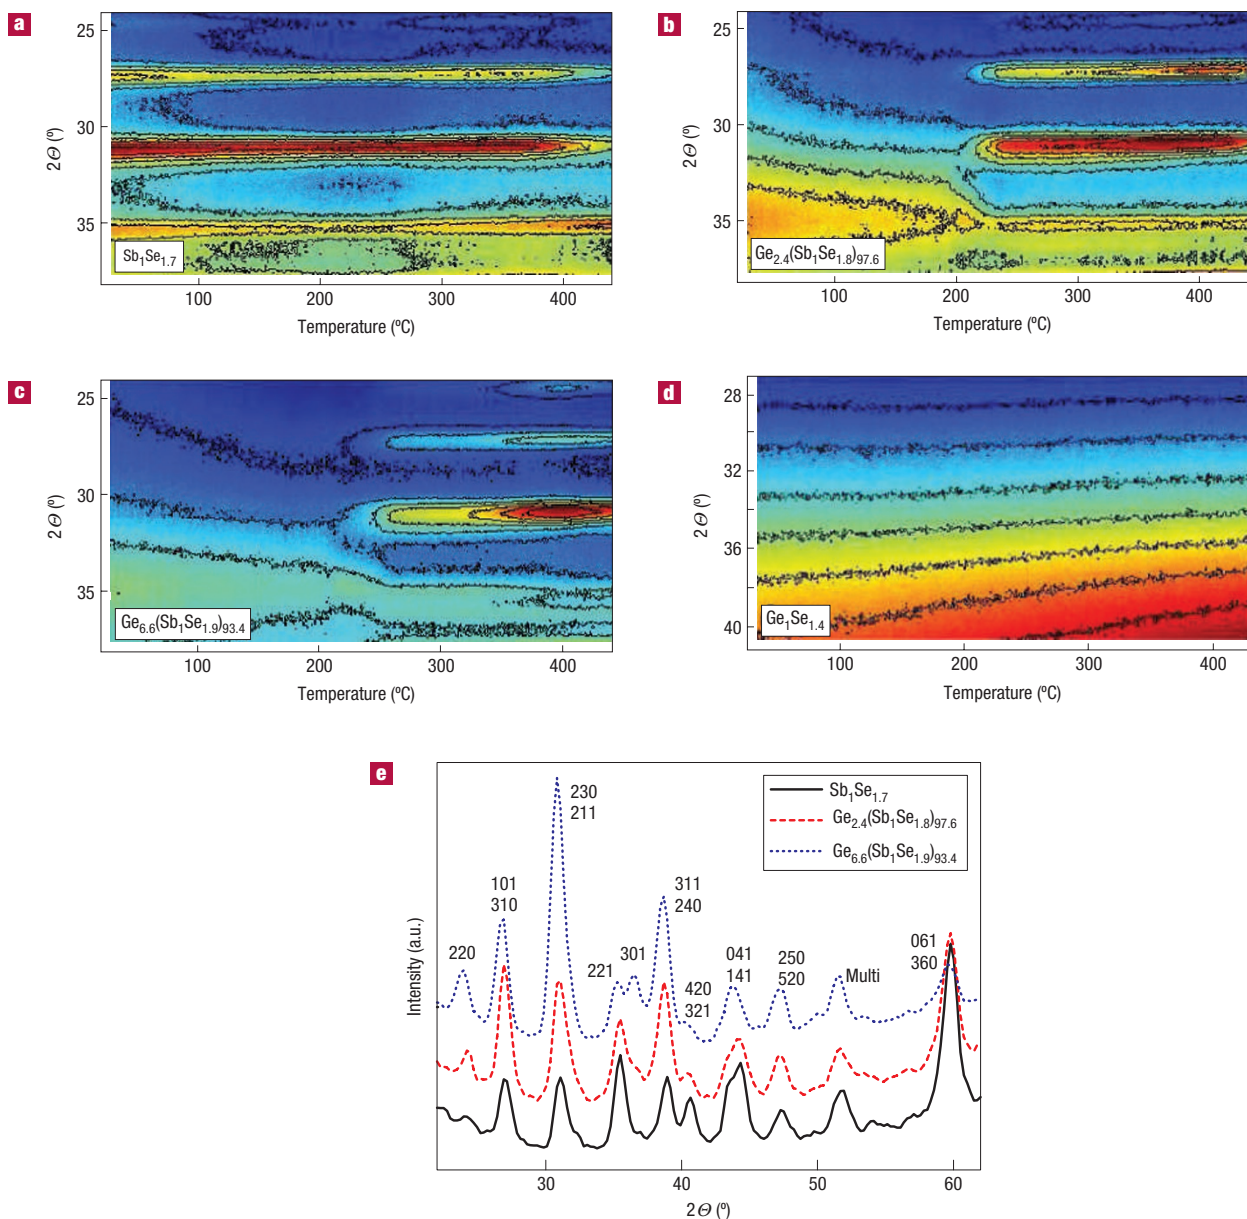 a
25
30
35
2Θ (º)
Sb1Se1.7
100 200 300 400
Temperature (ºC)
b
25
30
35
2Θ (º)
Ge2.4(Sb1Se1.8)97.6
100 200 300 400
Temperature (ºC)
c
25
30
35
2Θ (º)
Ge6.6(Sb1Se1.9)93.4
100 200 300 400
Temperature (ºC)
d
28
32
36
40
2Θ (º)
Ge1Se1.4
100 200 300 400
Temperature (ºC)
e
Intensity (a.u.)
Sb1Se1.7
Ge2.4(Sb1Se1.8)97.6
Ge6.6(Sb1Se1.9)93.4
220
101
310
230
211
221
301
311
240
420
321
041
141
250
520
Multi
061
360
30 40 50 60
2Θ (º)